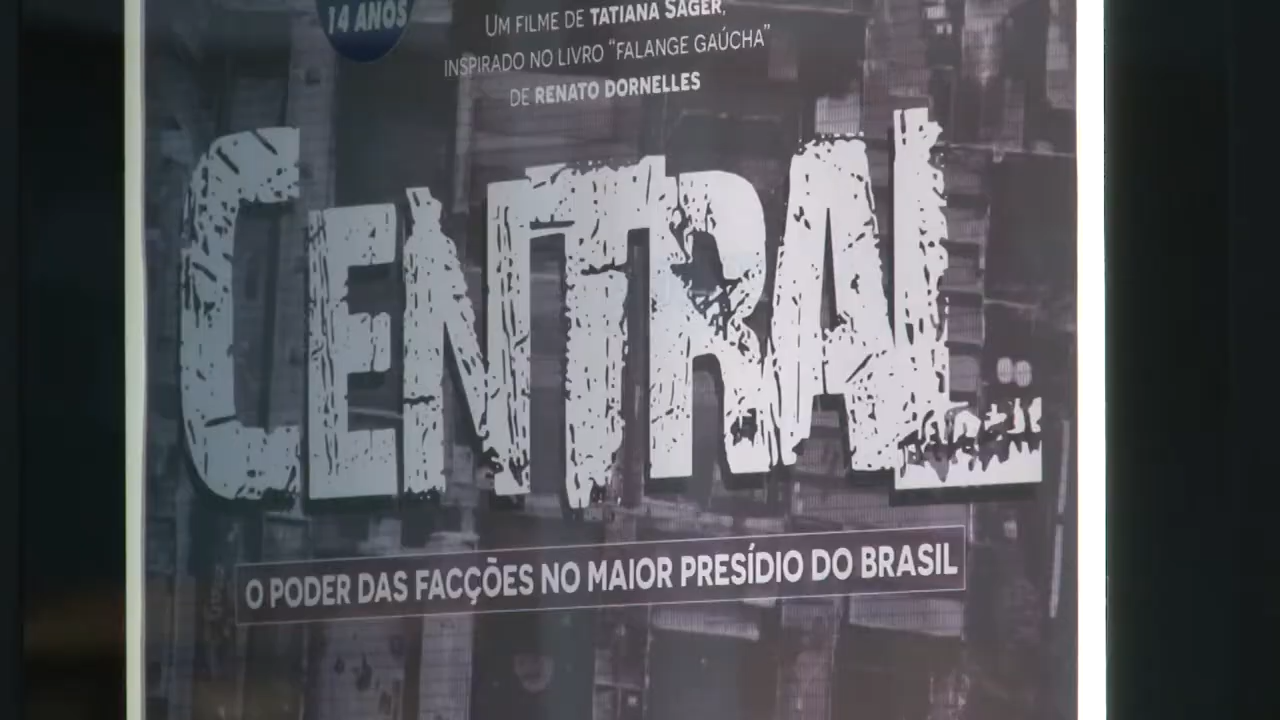 14 ANOS
UM FILME DE TATIANA SAGER,
INSPIRADO NO LIVRO “FALANGE GAÚCHA”
DE RENATO DORNELLES
CENTRAL
O PODER DAS FACÇÕES NO MAIOR PRESÍDIO DO BRASIL